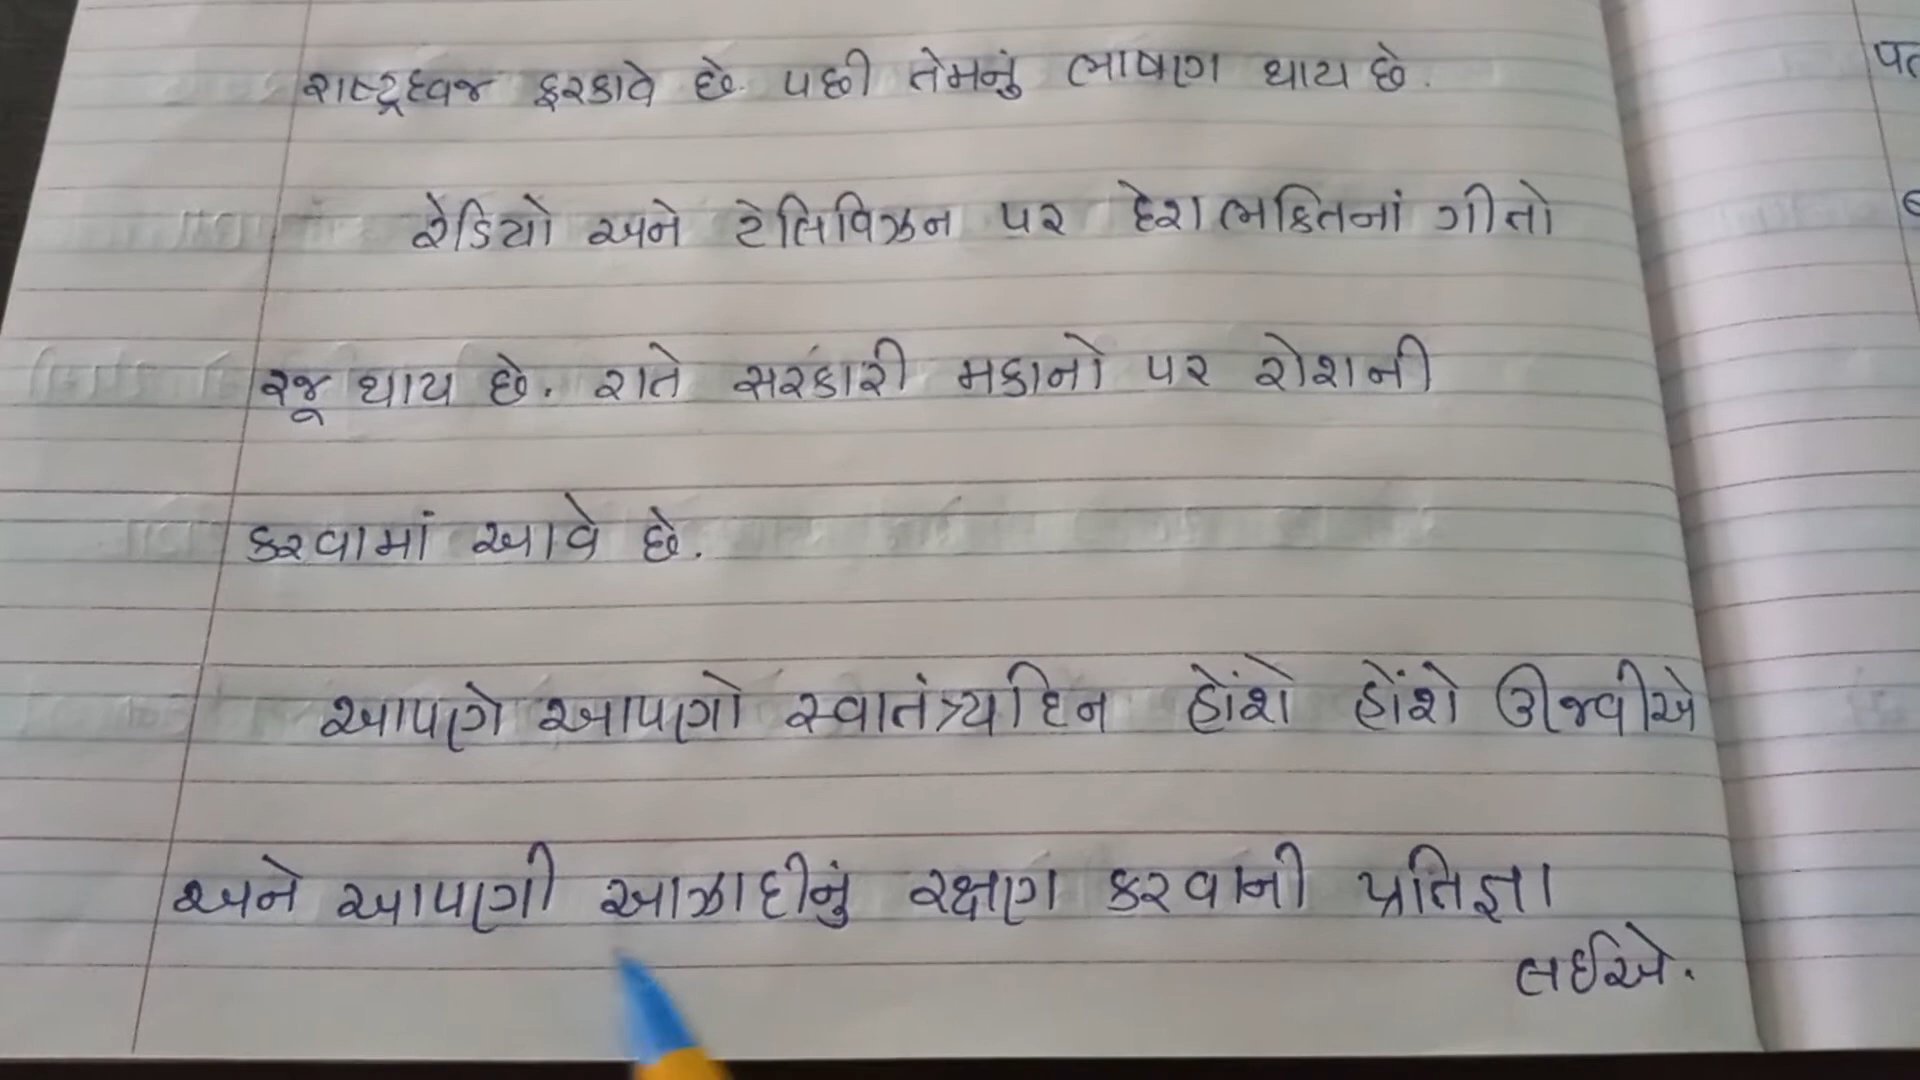 રાષ્ટ્રધ્વજ ફરકાવે છે. પછી તેમનું ભાષણ થાય છે.
રેડિયો અને ટેલિવિઝન પર દેશભક્તિનાં ગીતો
રજૂ થાય છે. રાતે સરકારી મકાનો પર રોશની
કરવામાં આવે છે.
આપણે આપણો સ્વાતંત્ર્યદિન હોંશે હોંશે ઊજવીએ
અને આપણી આઝાદીનું રક્ષણ કરવાની પ્રતિજ્ઞા
લઈએ.